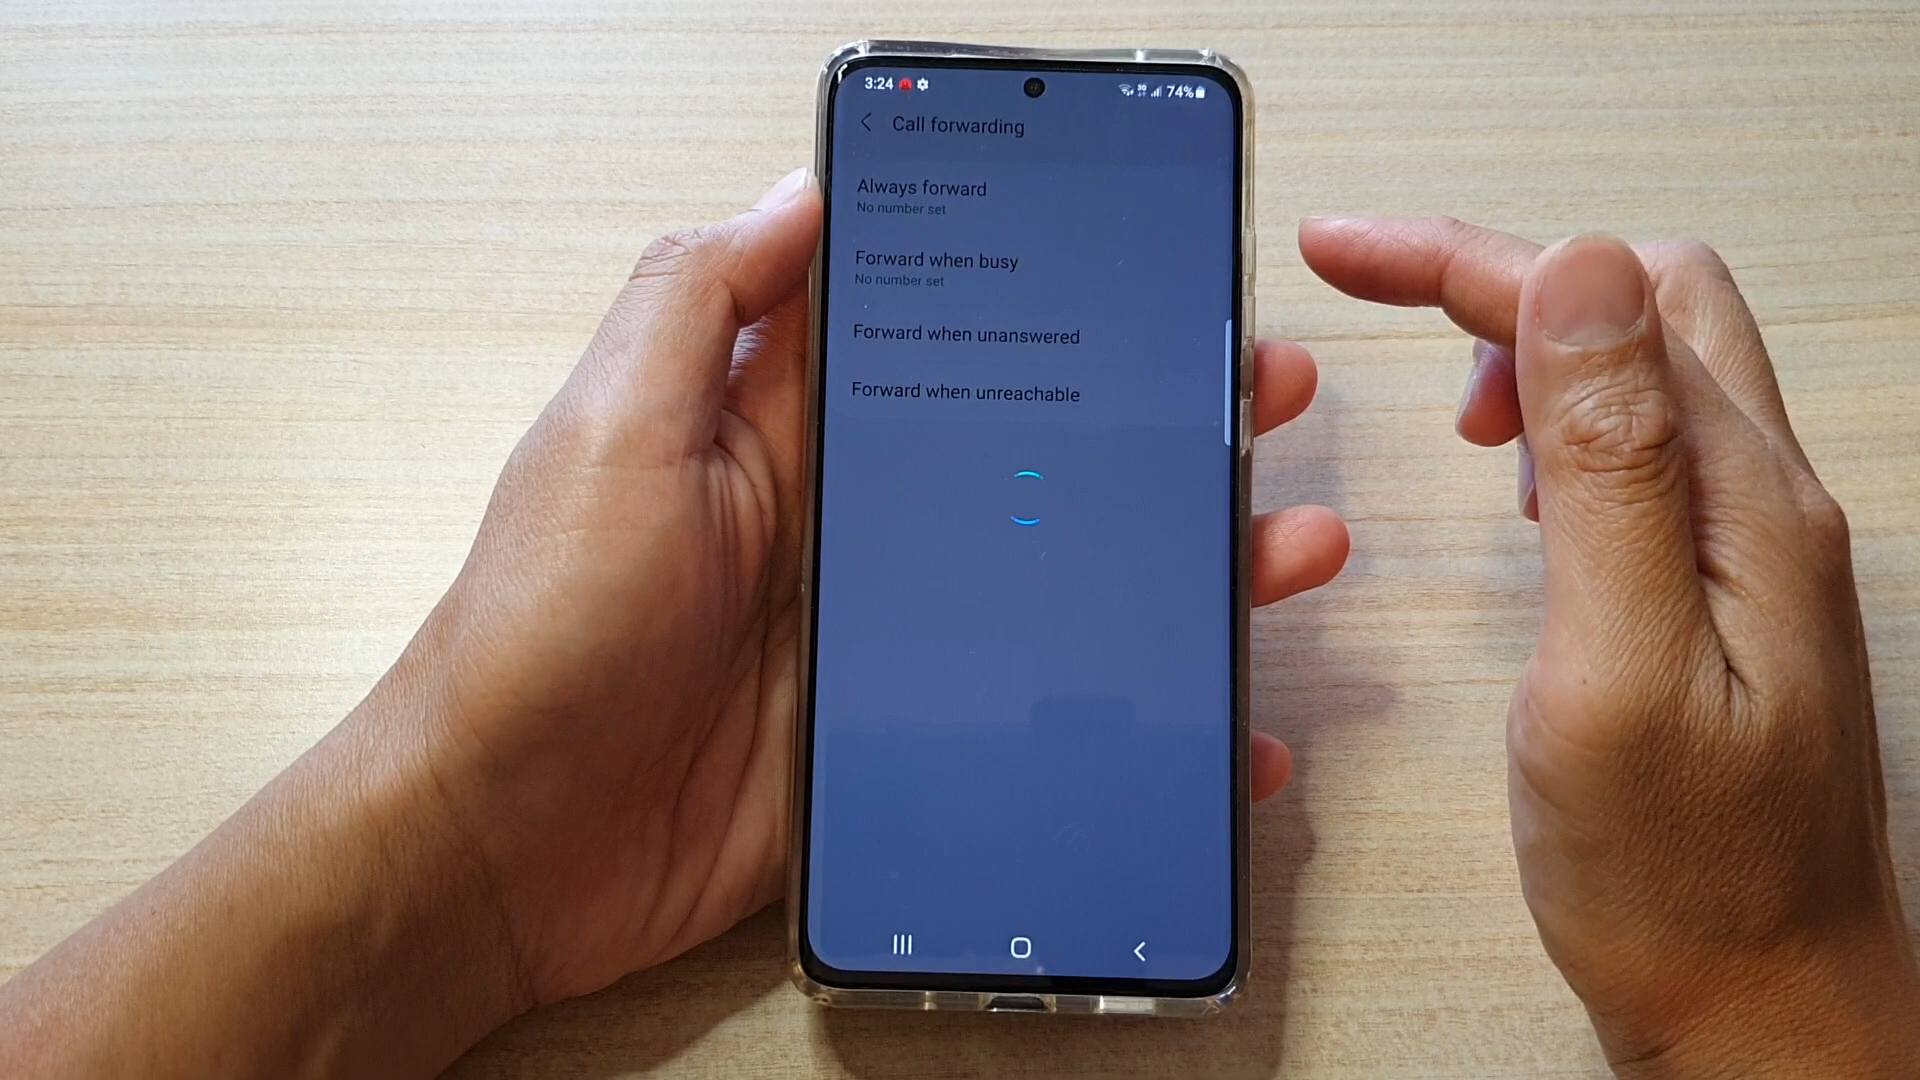 3:24
74%
Call forwarding
Always forward
No number set
Forward when busy
No number set
Forward when unanswered
Forward when unreachable